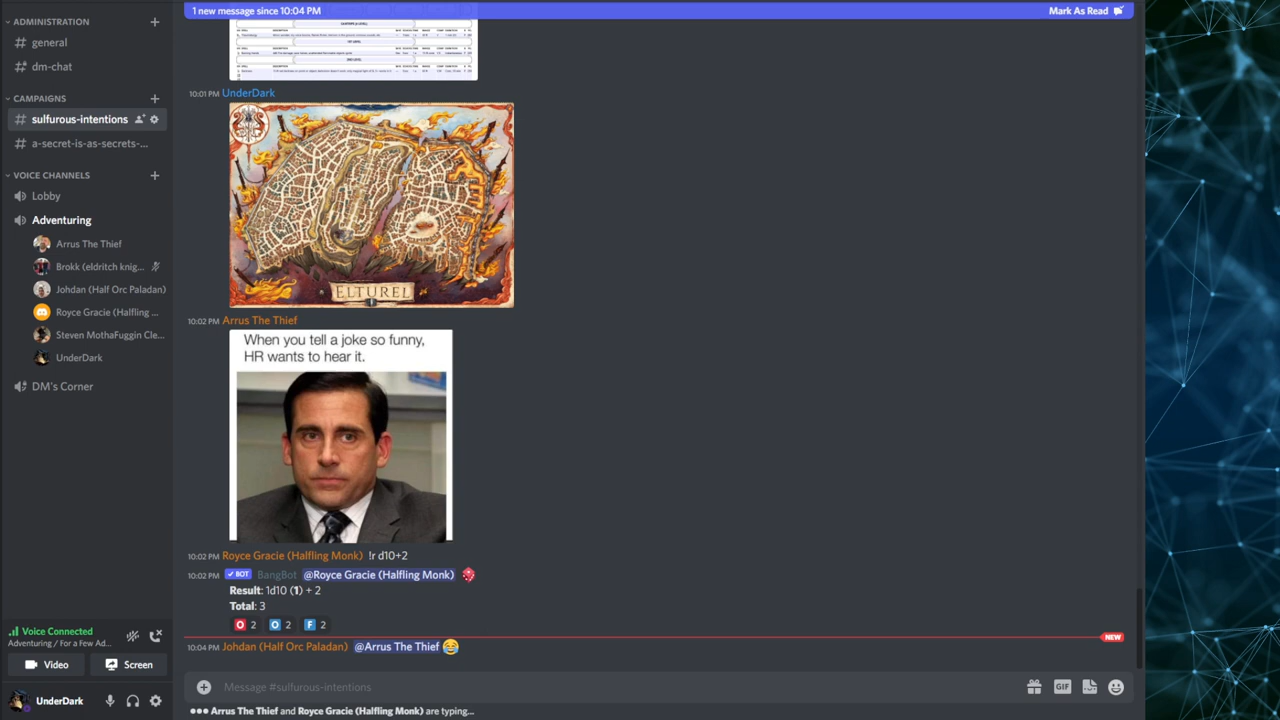 ADMINISTRATION
general
dm-chat
CAMPAIGNS
sulfurous-intentions
a-secret-is-as-secrets-...
VOICE CHANNELS
Lobby
Adventuring
Arrus The Thief
Brokk (eldritch knig...
Johdan (Half Orc Paladan)
Royce Gracie (Halfling ...
Steven MothaFuggin Cle...
UnderDark
DM's Corner
Voice Connected
Adventuring / For a Few Ad...
Video
Screen
UnderDark
1 new message since 10:04 PM
Mark As Read
10:01 PM UnderDark
ELTUREL
10:02 PM Arrus The Thief
When you tell a joke so funny,
HR wants to hear it.
10:02 PM Royce Gracie (Halfling Monk) !r d10+2
10:02 PM BOT BangBot @Royce Gracie (Halfling Monk)
Result: 1d10 (1) + 2
Total: 3
O 2 O 2 F 2
NEW
10:04 PM Johdan (Half Orc Paladan) @Arrus The Thief
Message #sulfurous-intentions
GIF
Arrus The Thief and Royce Gracie (Halfling Monk) are typing...